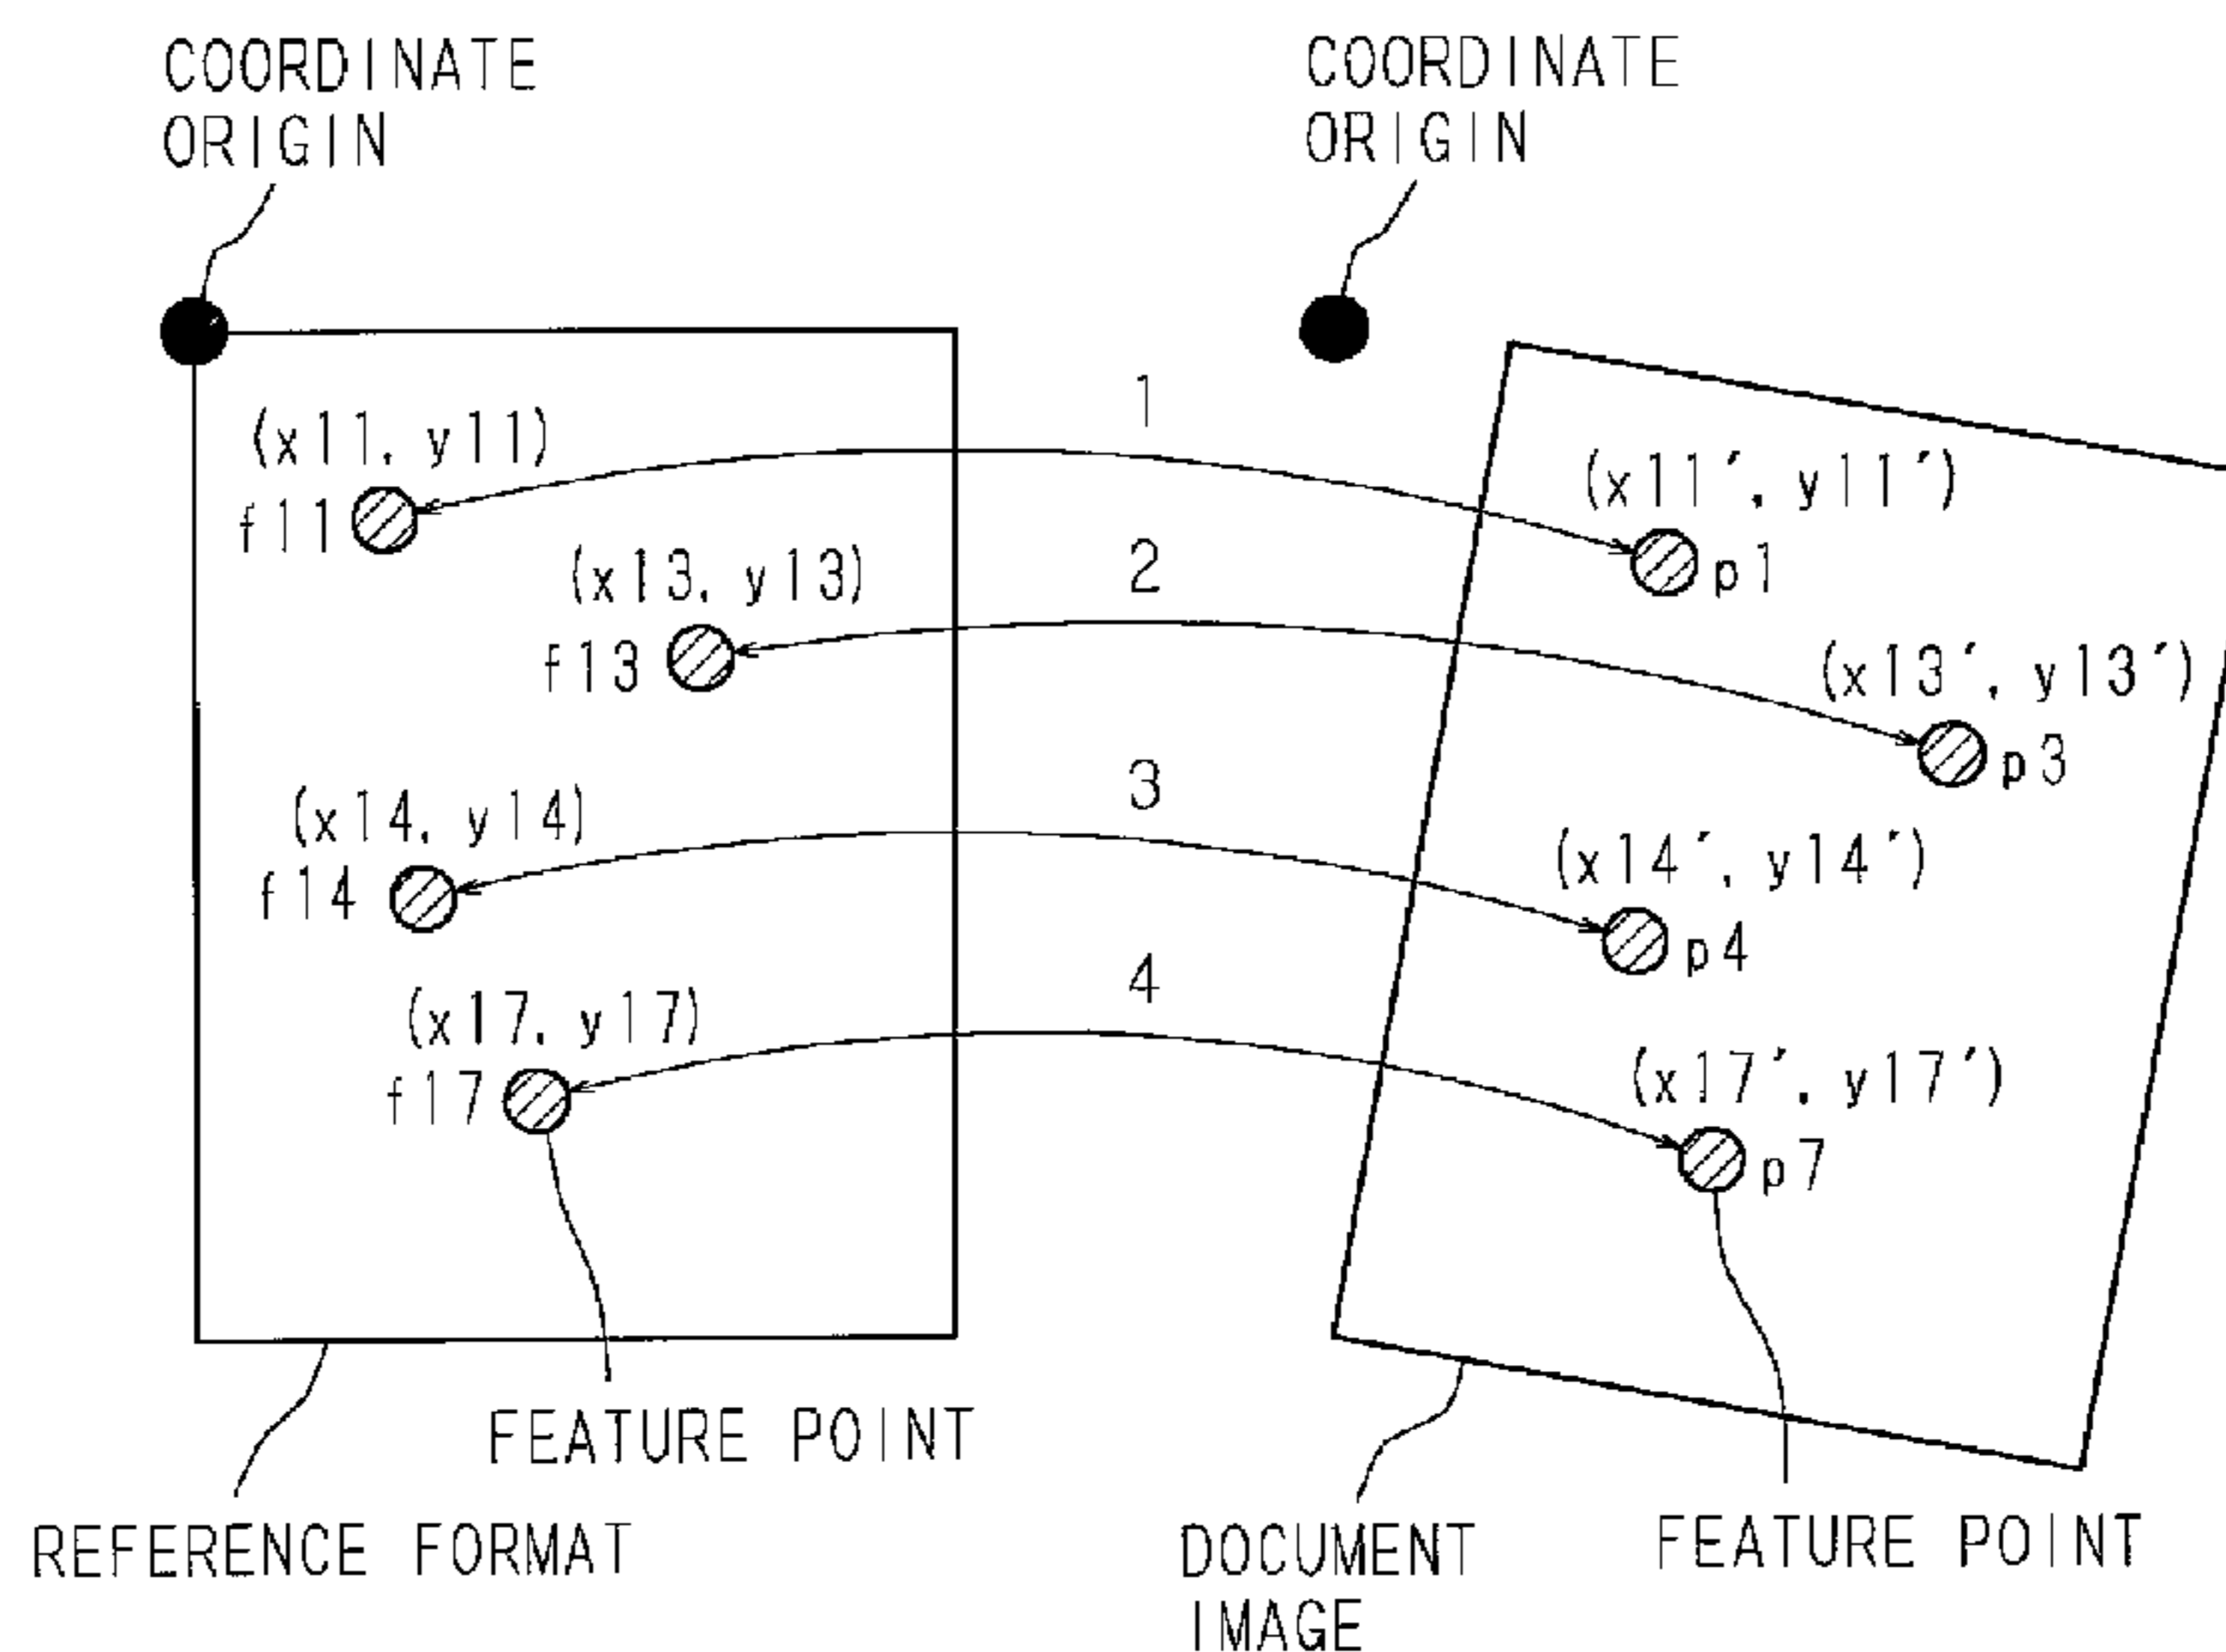 COORDINATE
ORIGIN
COORDINATE
ORIGIN
1
(x11, y11)
f11
(x11′, y11′)
p1
2
(x13, y13)
f13
(x13′, y13′)
p3
3
(x14, y14)
f14
(x14′, y14′)
p4
4
(x17, y17)
f17
(x17′, y17′)
p7
FEATURE POINT
REFERENCE FORMAT
DOCUMENT
IMAGE
FEATURE POINT